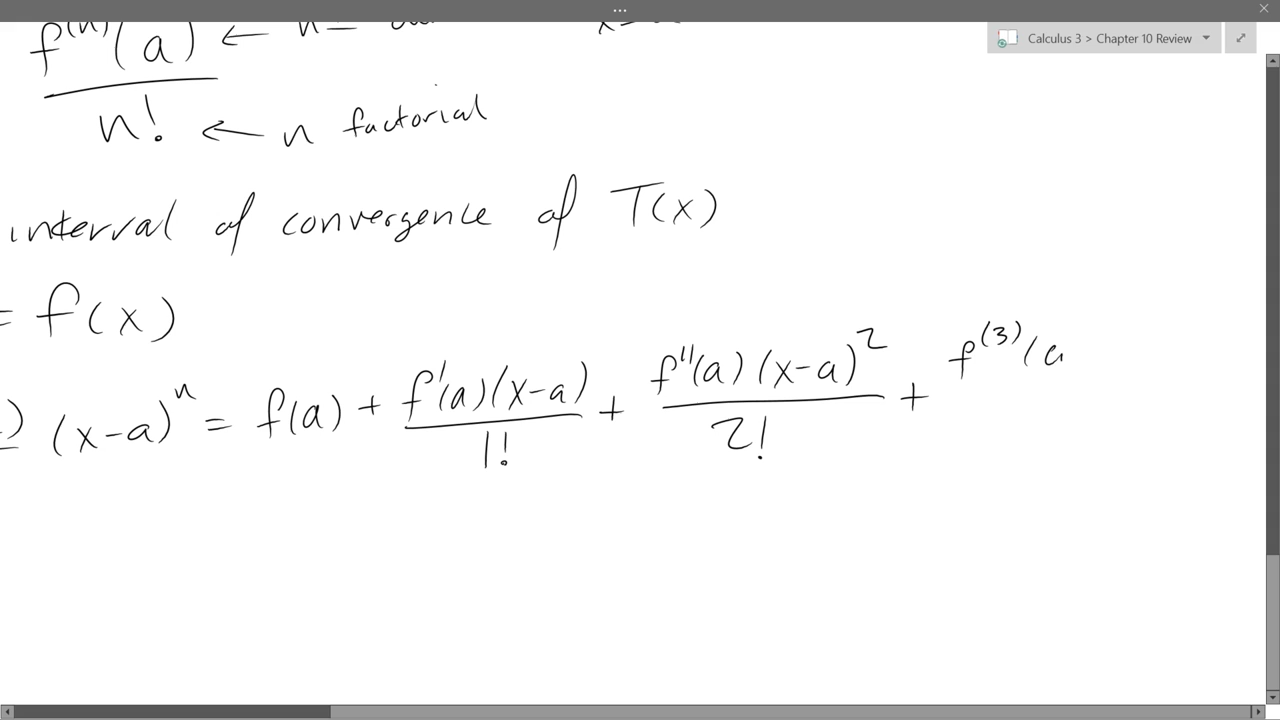 Calculus 3 > Chapter 10 Review
f⁽ⁿ⁾(a) ←
n! ← n factorial
interval of convergence of T(x)
= f(x)
(x-a)ⁿ = f(a) + f'(a)(x-a)/1! + f''(a)(x-a)²/2! + f⁽³⁾(a